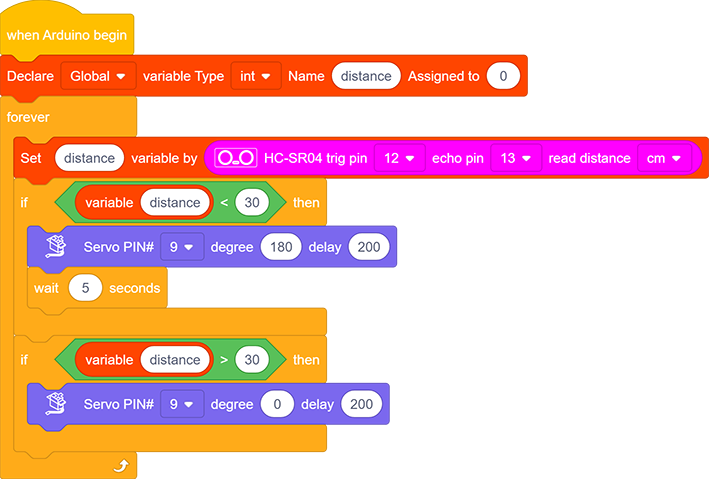 when Arduino begin
Declare Global variable Type int Name distance Assigned to 0
forever
Set distance variable by HC-SR04 trig pin 12 echo pin 13 read distance cm
if variable distance < 30 then
Servo PIN# 9 degree 180 delay 200
wait 5 seconds
if variable distance > 30 then
Servo PIN# 9 degree 0 delay 200